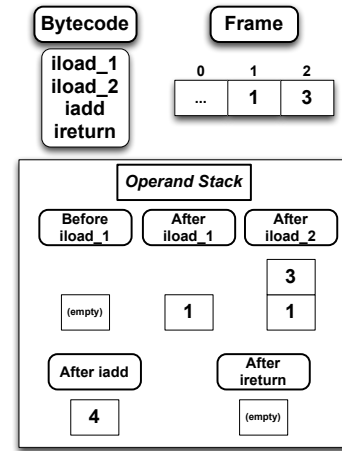 Bytecode
Frame
iload_1
iload_2
iadd
ireturn
0 1 2
... 1 3
Operand Stack
Before
iload_1
After
iload_1
After
iload_2
3
(empty)
1
1
After iadd
After
ireturn
4
(empty)